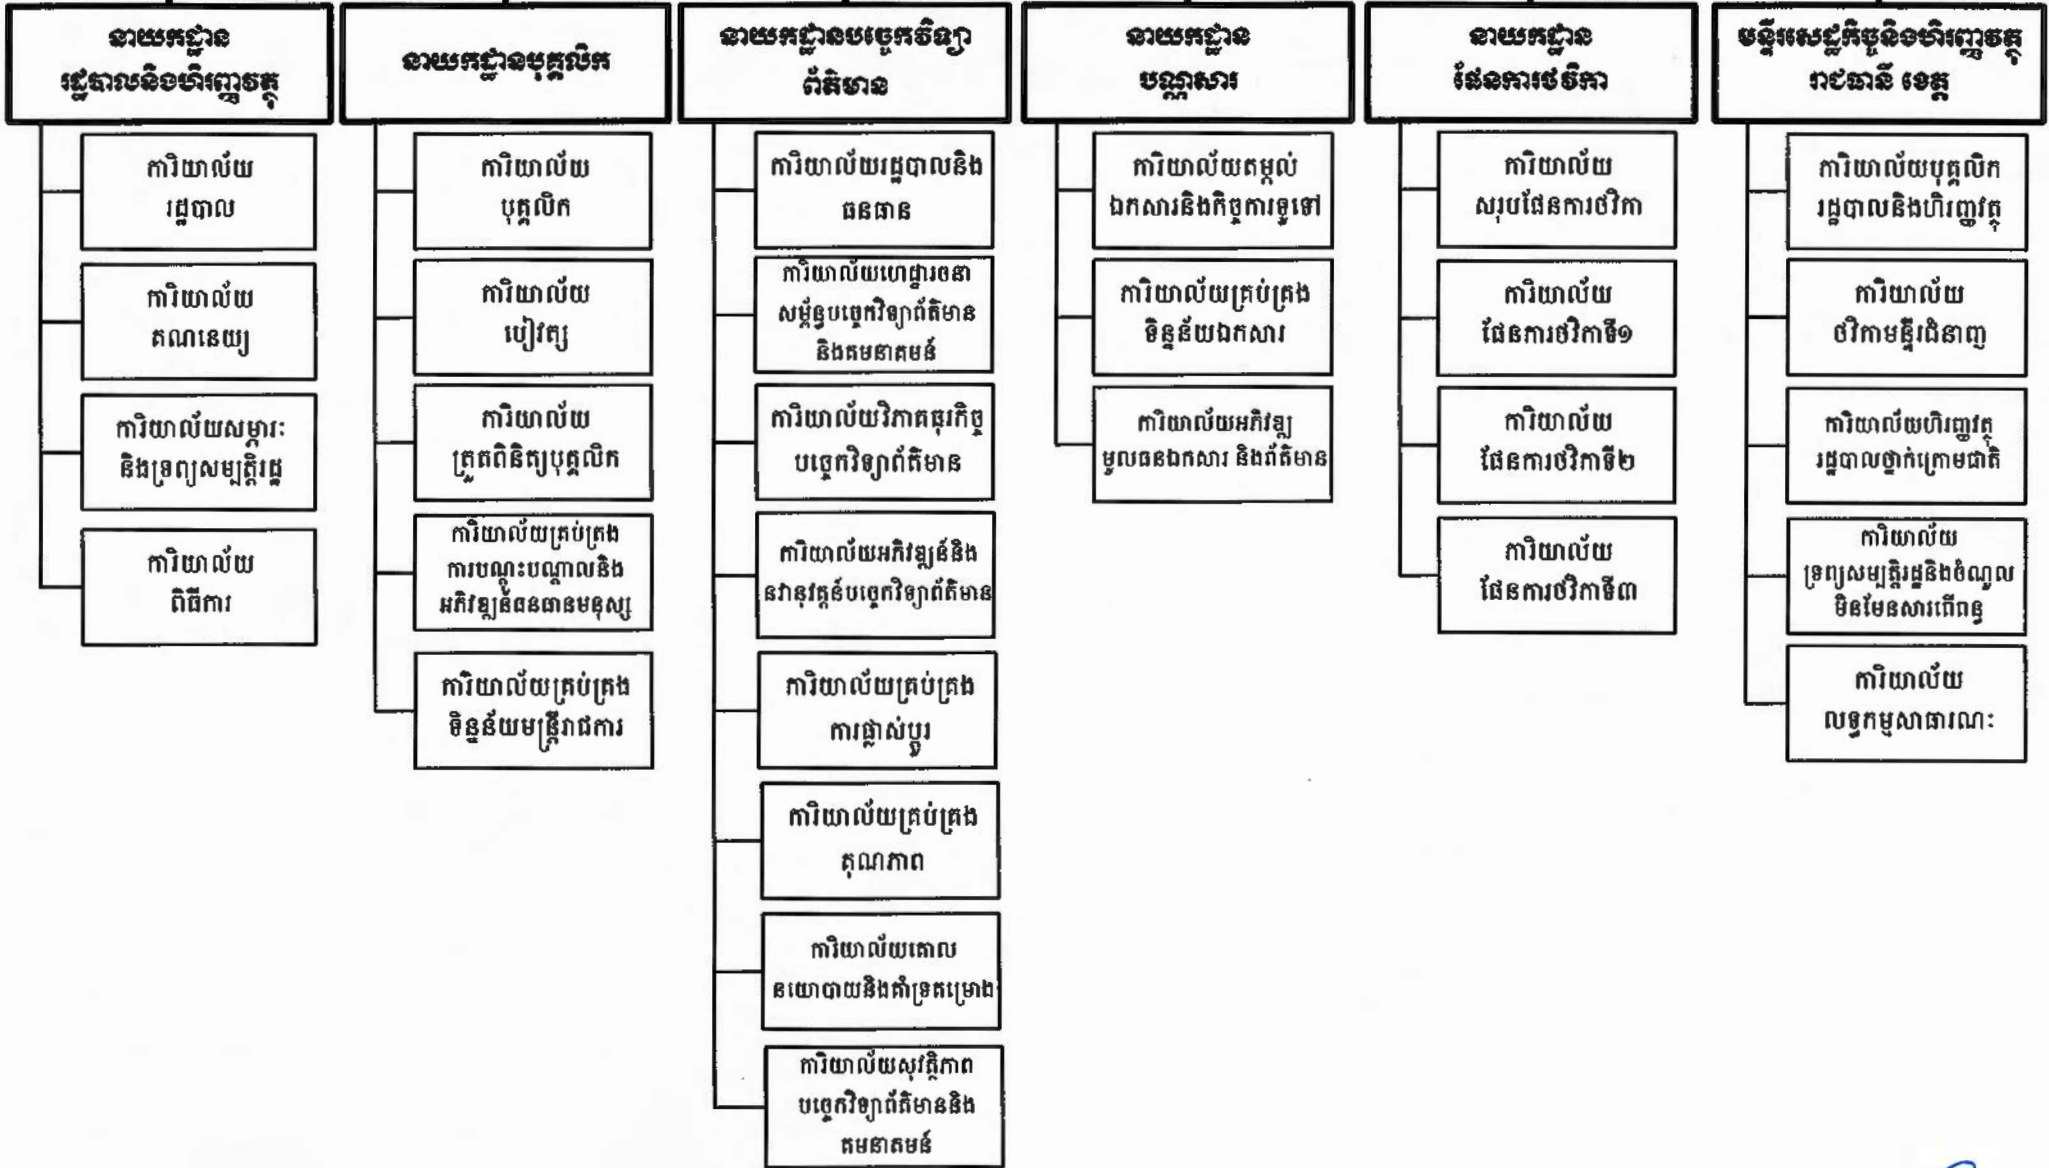 នាយកដ្ឋាន
រដ្ឋបាលនិងហិរញ្ញវត្ថុ
ការិយាល័យ
រដ្ឋបាល
ការិយាល័យ
គណនេយ្យ
ការិយាល័យសម្ភារៈ
និងទ្រព្យសម្បត្តិរដ្ឋ
ការិយាល័យ
ពិធីការ
នាយកដ្ឋានបុគ្គលិក
ការិយាល័យ
បុគ្គលិក
ការិយាល័យ
បៀវត្ស
ការិយាល័យ
ត្រួតពិនិត្យបុគ្គលិក
ការិយាល័យគ្រប់គ្រង
ការបណ្តុះបណ្តាលនិង
អភិវឌ្ឍន៍ធនធានមនុស្ស
ការិយាល័យគ្រប់គ្រង
ទិន្នន័យមន្ត្រីរាជការ
នាយកដ្ឋានបច្ចេកវិទ្យា
ព័ត៌មាន
ការិយាល័យរដ្ឋបាលនិង
ធនធាន
ការិយាល័យហេដ្ឋារចនា
សម្ព័ន្ធបច្ចេកវិទ្យាព័ត៌មាន
និងគមនាគមន៍
ការិយាល័យវិភាគធុរកិច្ច
បច្ចេកវិទ្យាព័ត៌មាន
ការិយាល័យអភិវឌ្ឍន៍និង
នវានុវត្តន៍បច្ចេកវិទ្យាព័ត៌មាន
ការិយាល័យគ្រប់គ្រង
ការផ្លាស់ប្តូរ
ការិយាល័យគ្រប់គ្រង
គុណភាព
ការិយាល័យគោល
នយោបាយនិងគាំទ្រគម្រោង
ការិយាល័យសុវត្ថិភាព
បច្ចេកវិទ្យាព័ត៌មាននិង
គមនាគមន៍
នាយកដ្ឋាន
បណ្ណសារ
ការិយាល័យតម្កល់
ឯកសារនិងកិច្ចការទូទៅ
ការិយាល័យគ្រប់គ្រង
ទិន្នន័យឯកសារ
ការិយាល័យអភិវឌ្ឍ
មូលធនឯកសារ និងព័ត៌មាន
នាយកដ្ឋាន
ផែនការថវិកា
ការិយាល័យ
សរុបផែនការថវិកា
ការិយាល័យ
ផែនការថវិកាទី១
ការិយាល័យ
ផែនការថវិកាទី២
ការិយាល័យ
ផែនការថវិកាទី៣
មន្ទីរសេដ្ឋកិច្ចនិងហិរញ្ញវត្ថុ
រាជធានី ខេត្ត
ការិយាល័យបុគ្គលិក
រដ្ឋបាលនិងហិរញ្ញវត្ថុ
ការិយាល័យ
ថវិកាមន្ទីរជំនាញ
ការិយាល័យហិរញ្ញវត្ថុ
រដ្ឋបាលថ្នាក់ក្រោមជាតិ
ការិយាល័យ
ទ្រព្យសម្បត្តិរដ្ឋនិងចំណូល
មិនមែនសារពើពន្ធ
ការិយាល័យ
លទ្ធកម្មសាធារណៈ